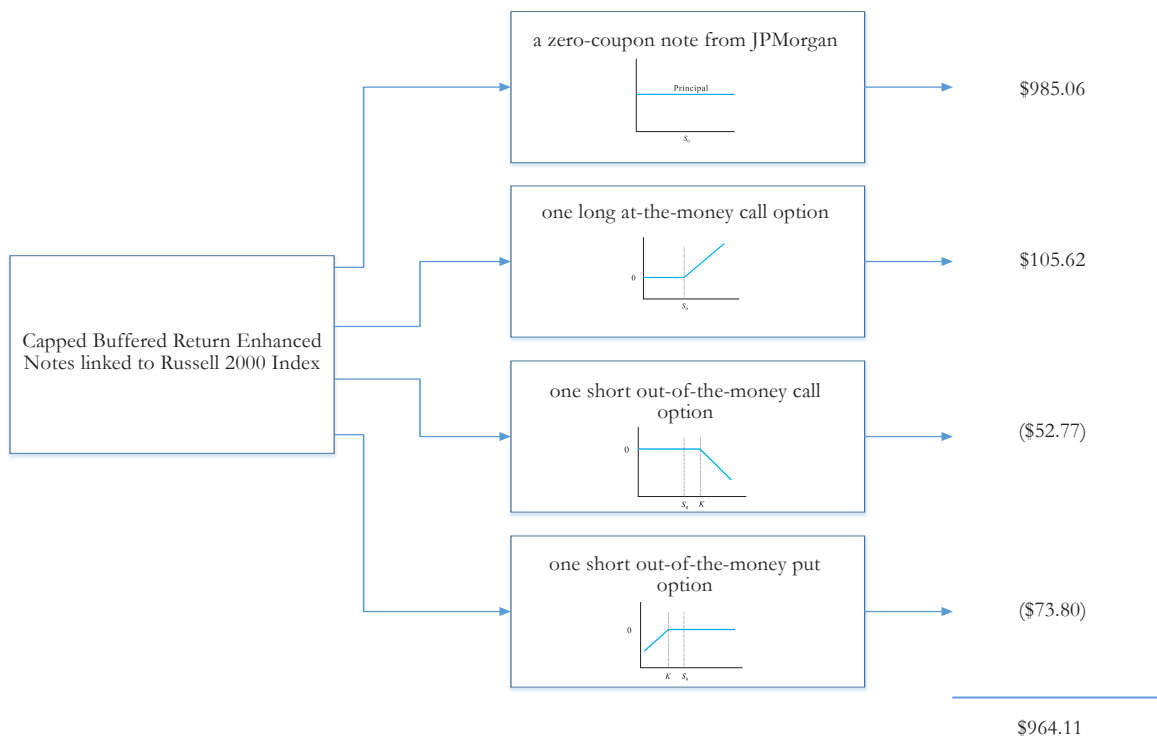 a zero-coupon note from JPMorgan
Principal
S₀
$985.06
one long at-the-money call option
0
S₀
$105.62
Capped Buffered Return Enhanced
Notes linked to Russell 2000 Index
one short out-of-the-money call
option
0
S₀ K
($52.77)
one short out-of-the-money put
option
0
K S₀
($73.80)
$964.11